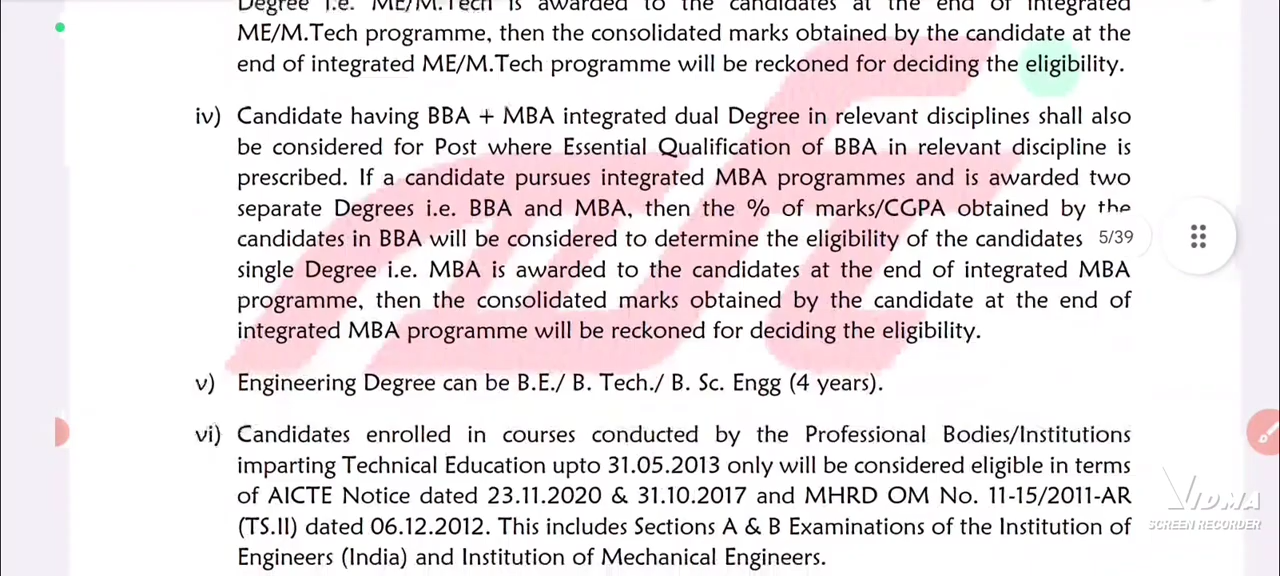 Degree i.e. ME/M.Tech is awarded to the candidates at the end of integrated
ME/M.Tech programme, then the consolidated marks obtained by the candidate at the
end of integrated ME/M.Tech programme will be reckoned for deciding the eligibility.
iv) Candidate having BBA + MBA integrated dual Degree in relevant disciplines shall also
be considered for Post where Essential Qualification of BBA in relevant discipline is
prescribed. If a candidate pursues integrated MBA programmes and is awarded two
separate Degrees i.e. BBA and MBA, then the % of marks/CGPA obtained by the
candidates in BBA will be considered to determine the eligibility of the candidates 5/39
single Degree i.e. MBA is awarded to the candidates at the end of integrated MBA
programme, then the consolidated marks obtained by the candidate at the end of
integrated MBA programme will be reckoned for deciding the eligibility.
v) Engineering Degree can be B.E./ B. Tech./ B. Sc. Engg (4 years).
vi) Candidates enrolled in courses conducted by the Professional Bodies/Institutions
imparting Technical Education upto 31.05.2013 only will be considered eligible in terms
of AICTE Notice dated 23.11.2020 & 31.10.2017 and MHRD OM No. 11-15/2011-AR
(TS.II) dated 06.12.2012. This includes Sections A & B Examinations of the Institution of
Engineers (India) and Institution of Mechanical Engineers.
VIDMA
SCREEN RECORDER